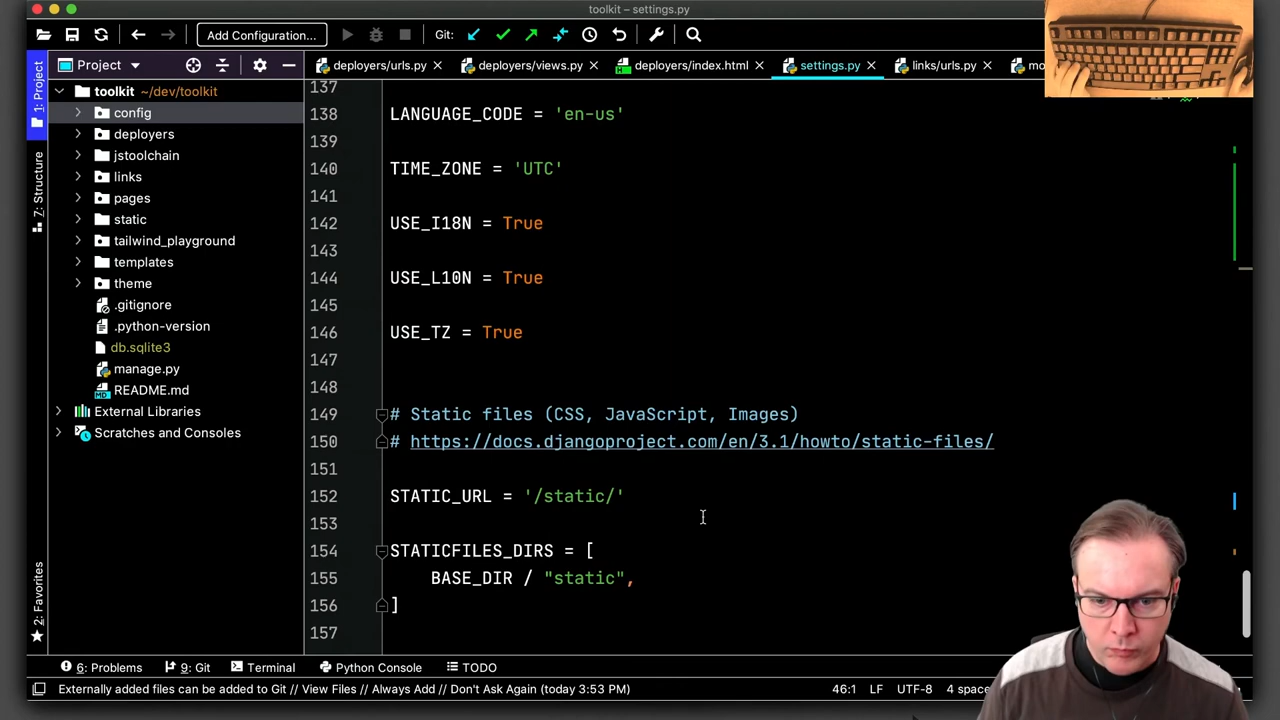 toolkit – settings.py
Add Configuration... Git:
1: Project
Project
deployers/urls.py deployers/views.py deployers/index.html settings.py links/urls.py
toolkit ~/dev/toolkit
config
deployers
jstoolchain
links
pages
static
tailwind_playground
templates
theme
.gitignore
.python-version
db.sqlite3
manage.py
README.md
External Libraries
Scratches and Consoles
Z: Structure
2: Favorites
137
138 LANGUAGE_CODE = 'en-us'
139
140 TIME_ZONE = 'UTC'
141
142 USE_I18N = True
143
144 USE_L10N = True
145
146 USE_TZ = True
147
148
149 # Static files (CSS, JavaScript, Images)
150 # https://docs.djangoproject.com/en/3.1/howto/static-files/
151
152 STATIC_URL = '/static/'
153
154 STATICFILES_DIRS = [
155 BASE_DIR / "static",
156 ]
157
6: Problems 9: Git Terminal Python Console TODO
Externally added files can be added to Git // View Files // Always Add // Don't Ask Again (today 3:53 PM) 46:1 LF UTF-8 4 spac